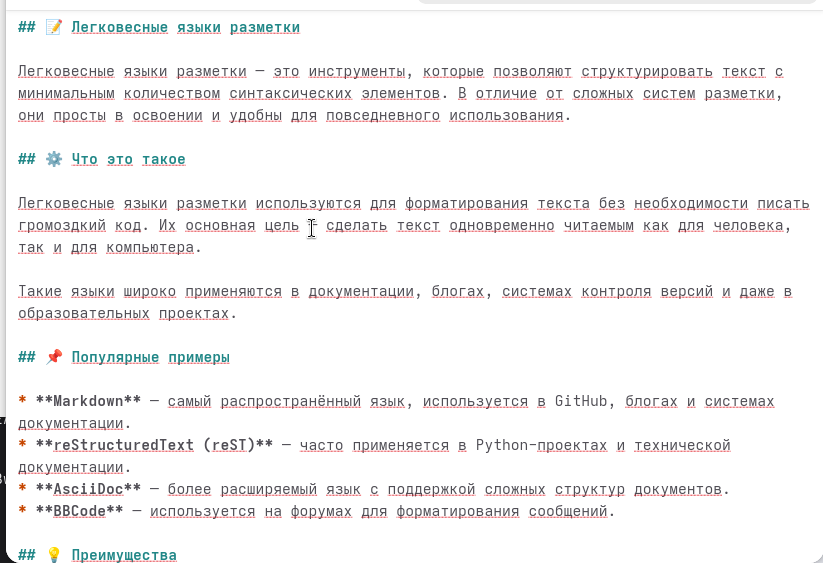 ## 📝 Легковесные языки разметки
Легковесные языки разметки — это инструменты, которые позволяют структурировать текст с
минимальным количеством синтаксических элементов. В отличие от сложных систем разметки,
они просты в освоении и удобны для повседневного использования.
## ⚙️ Что это такое
Легковесные языки разметки используются для форматирования текста без необходимости писать
громоздкий код. Их основная цель — сделать текст одновременно читаемым как для человека,
так и для компьютера.
Такие языки широко применяются в документации, блогах, системах контроля версий и даже в
образовательных проектах.
## 📌 Популярные примеры
* **Markdown** — самый распространённый язык, используется в GitHub, блогах и системах
документации.
* **reStructuredText (reST)** — часто применяется в Python-проектах и технической
документации.
* **AsciiDoc** — более расширяемый язык с поддержкой сложных структур документов.
* **BBCode** — используется на форумах для форматирования сообщений.
## 💡 Преимущества